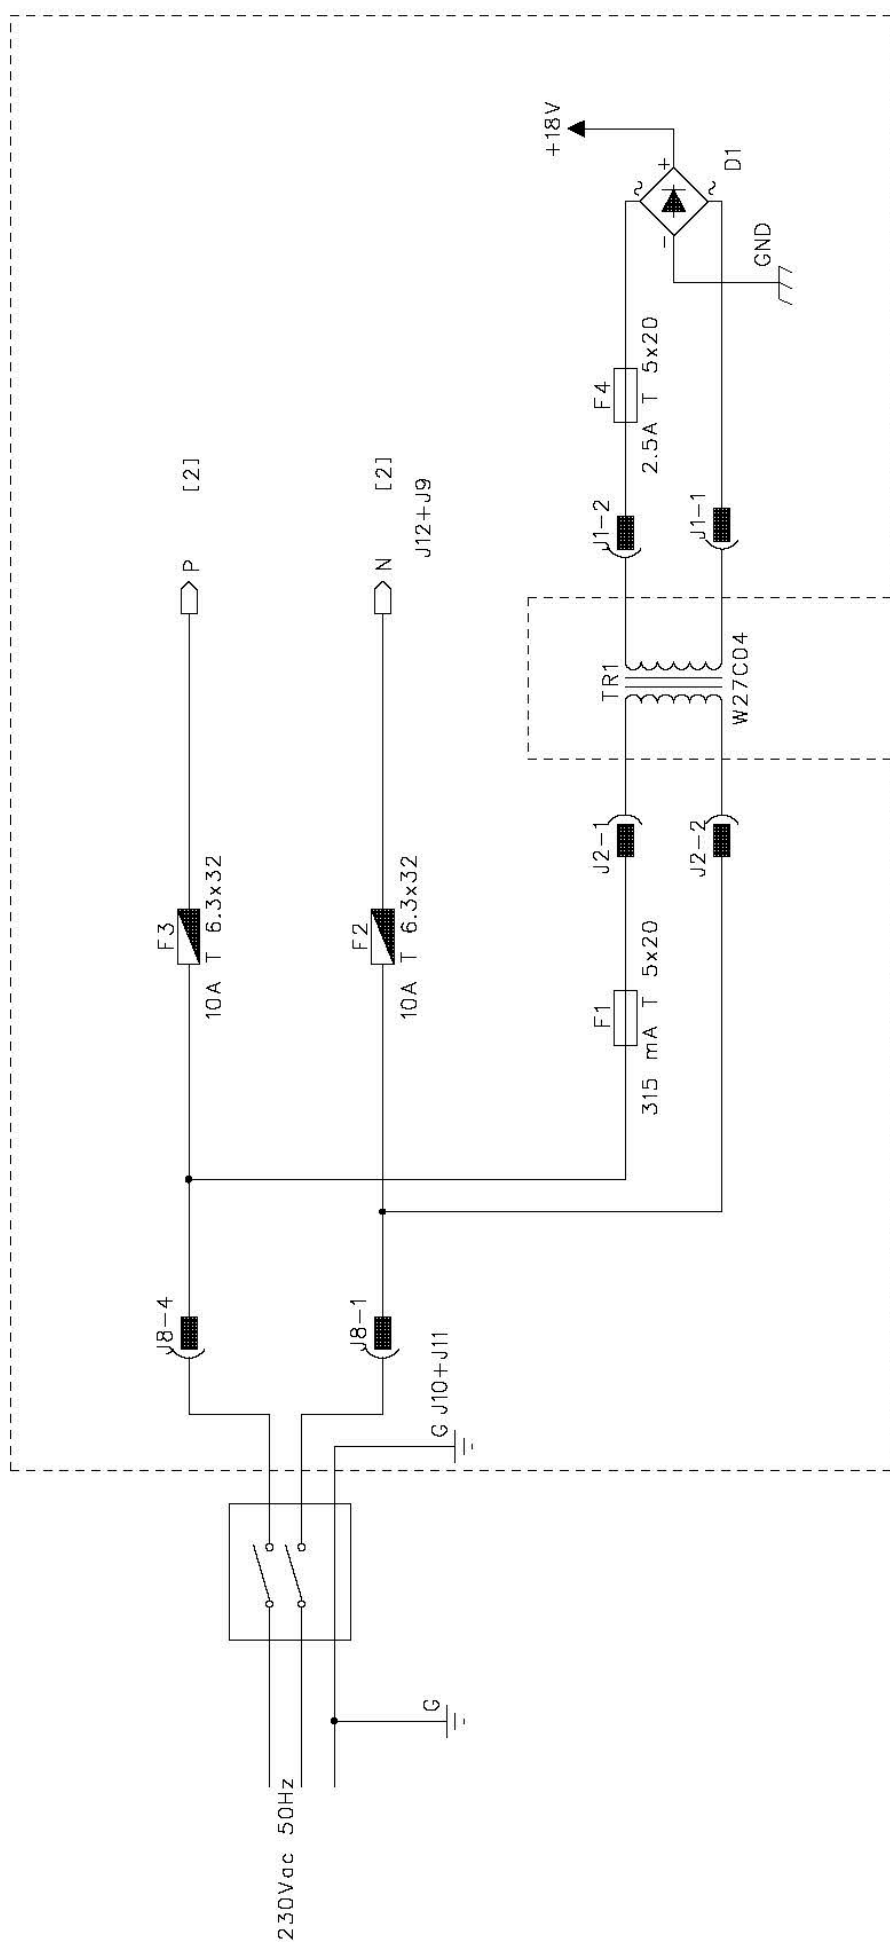 230Vac 50Hz
G
G J10+J11
J8-4
J8-1
F3
10A T 6.3x32
F2
10A T 6.3x32
P [2]
N [2]
J12+J9
F1
315 mA T 5x20
J2-1
J2-2
TR1
W27C04
J1-2
J1-1
F4
2.5A T 5x20
GND
+18V
- +
~ ~
D1